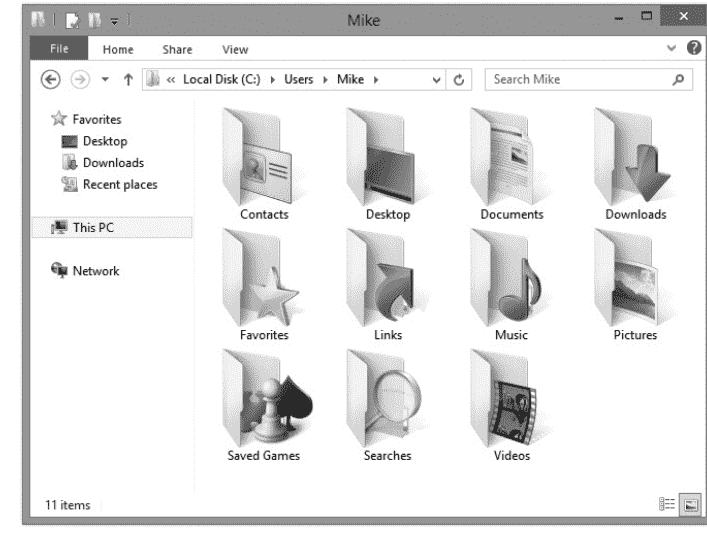 Mike
File Home Share View
« Local Disk (C:) Users Mike Search Mike
Favorites
Desktop
Downloads
Recent places
This PC
Network
Contacts Desktop Documents Downloads
Favorites Links Music Pictures
Saved Games Searches Videos
11 items